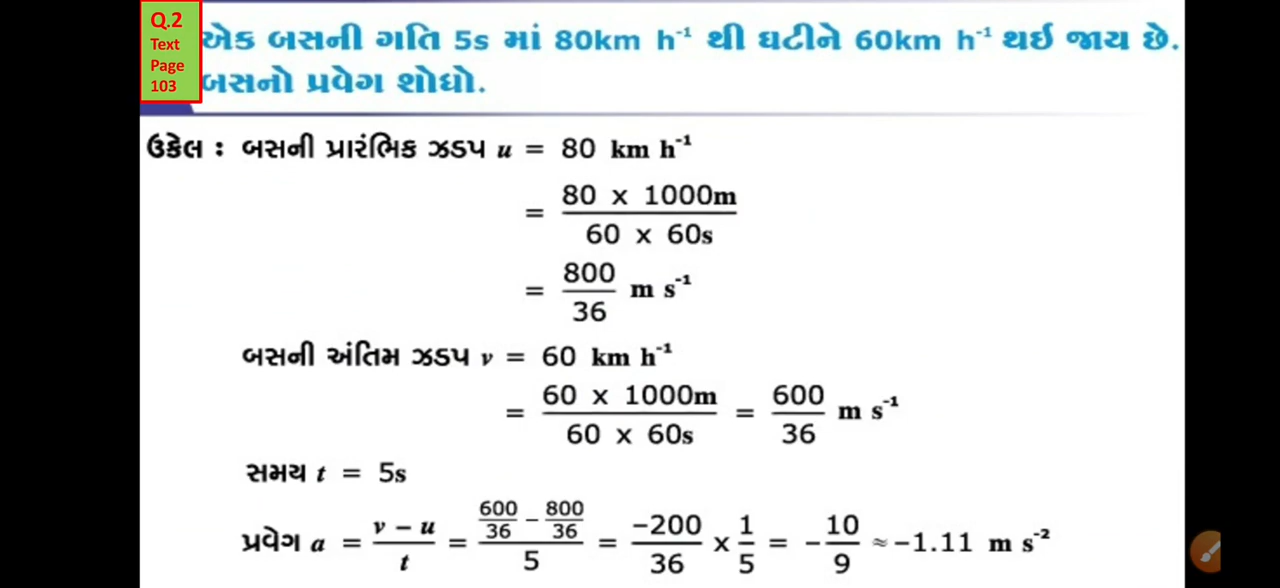 Q.2
Text
Page
103
એક બસની ગતિ 5s માં 80km h⁻¹ થી ઘટીને 60km h⁻¹ થઈ જાય છે.
બસનો પ્રવેગ શોધો.
ઉકેલ : બસની પ્રારંભિક ઝડપ u = 80 km h⁻¹
= (80 x 1000m) / (60 x 60s)
= 800/36 m s⁻¹
બસની અંતિમ ઝડપ v = 60 km h⁻¹
= (60 x 1000m) / (60 x 60s) = 600/36 m s⁻¹
સમય t = 5s
પ્રવેગ a = (v − u)/t = (600/36 − 800/36)/5 = −200/36 x 1/5 = −10/9 ≈ −1.11 m s⁻²